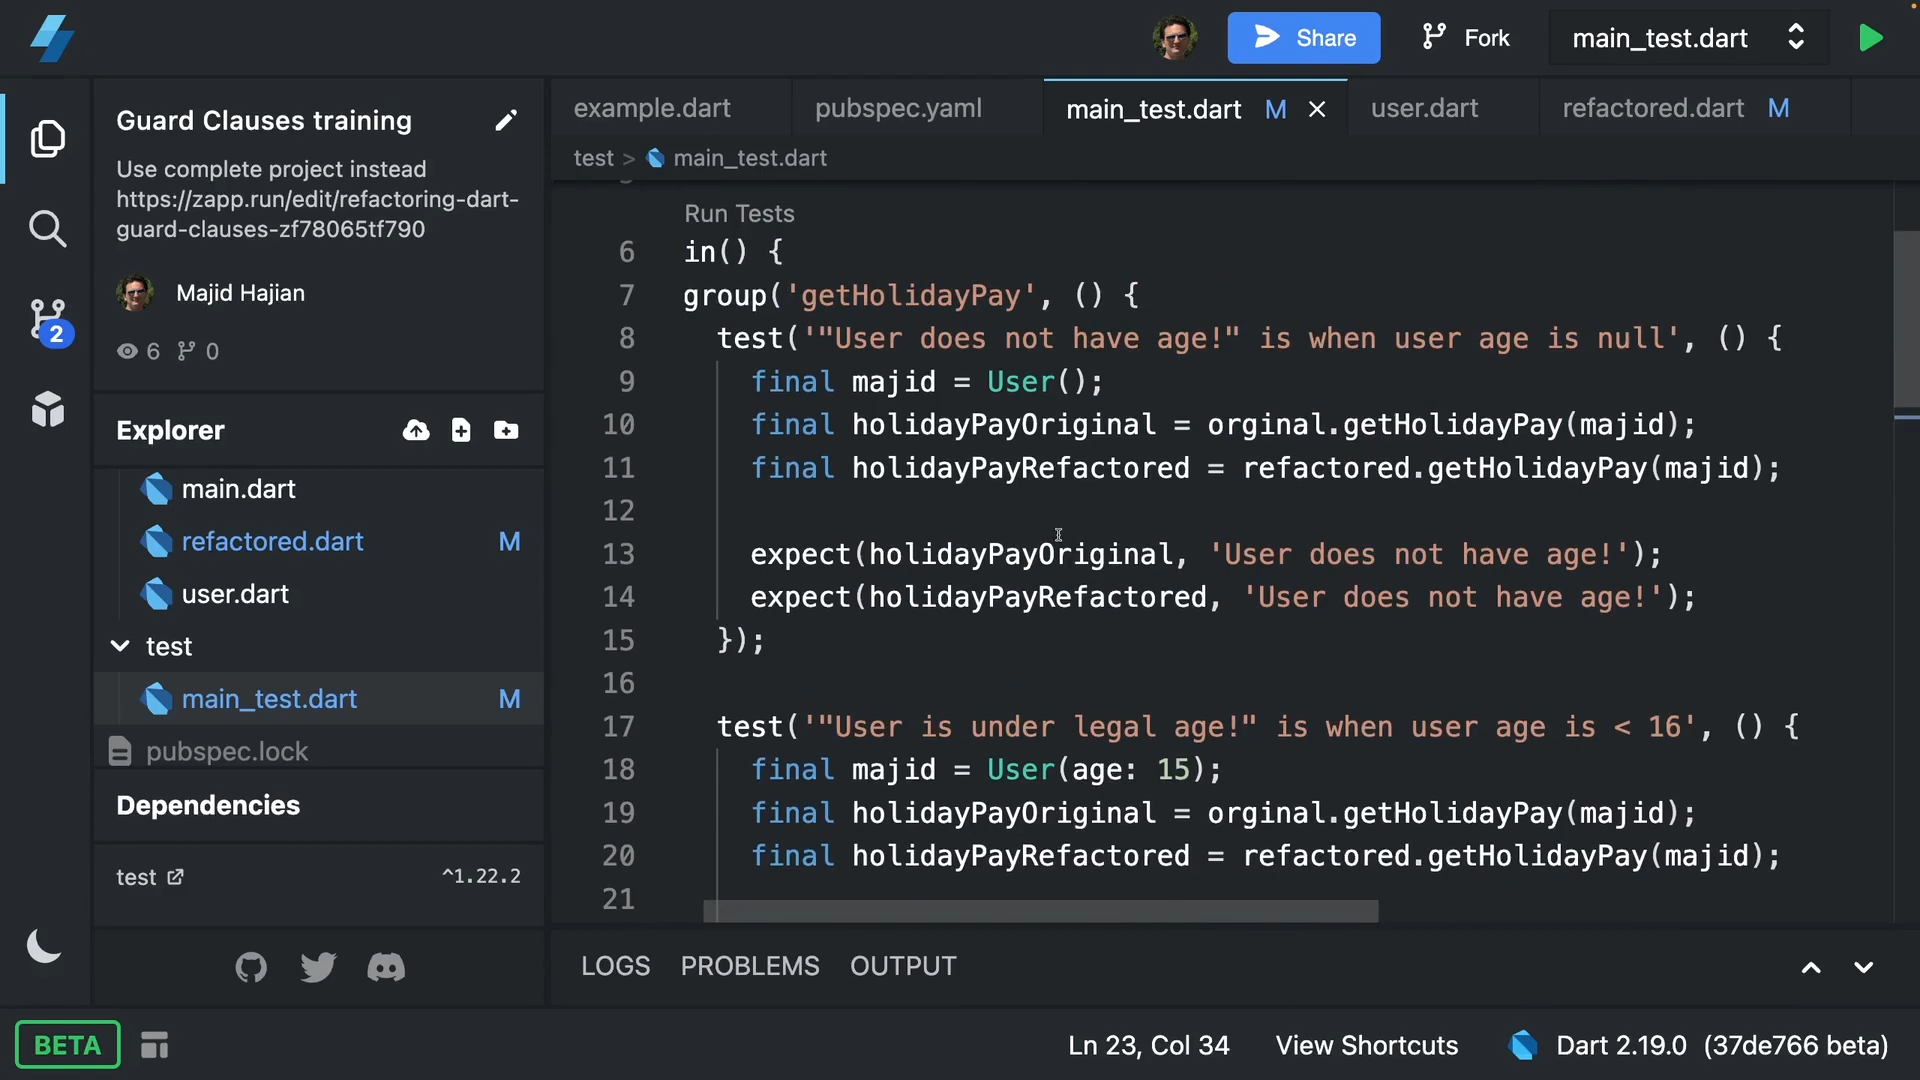 Share
Fork
main_test.dart
Guard Clauses training
Use complete project instead
https://zapp.run/edit/refactoring-dart-
guard-clauses-zf78065tf790
Majid Hajian
6 0
Explorer
main.dart
refactored.dart M
user.dart
test
main_test.dart M
pubspec.lock
Dependencies
test ^1.22.2
example.dart pubspec.yaml main_test.dart M user.dart refactored.dart M
test > main_test.dart
Run Tests
6 in() {
7 group('getHolidayPay', () {
8 test('"User does not have age!" is when user age is null', () {
9 final majid = User();
10 final holidayPayOriginal = orginal.getHolidayPay(majid);
11 final holidayPayRefactored = refactored.getHolidayPay(majid);
12
13 expect(holidayPayOriginal, 'User does not have age!');
14 expect(holidayPayRefactored, 'User does not have age!');
15 });
16
17 test('"User is under legal age!" is when user age is < 16', () {
18 final majid = User(age: 15);
19 final holidayPayOriginal = orginal.getHolidayPay(majid);
20 final holidayPayRefactored = refactored.getHolidayPay(majid);
21
LOGS PROBLEMS OUTPUT
2
BETA
Ln 23, Col 34 View Shortcuts Dart 2.19.0 (37de766 beta)